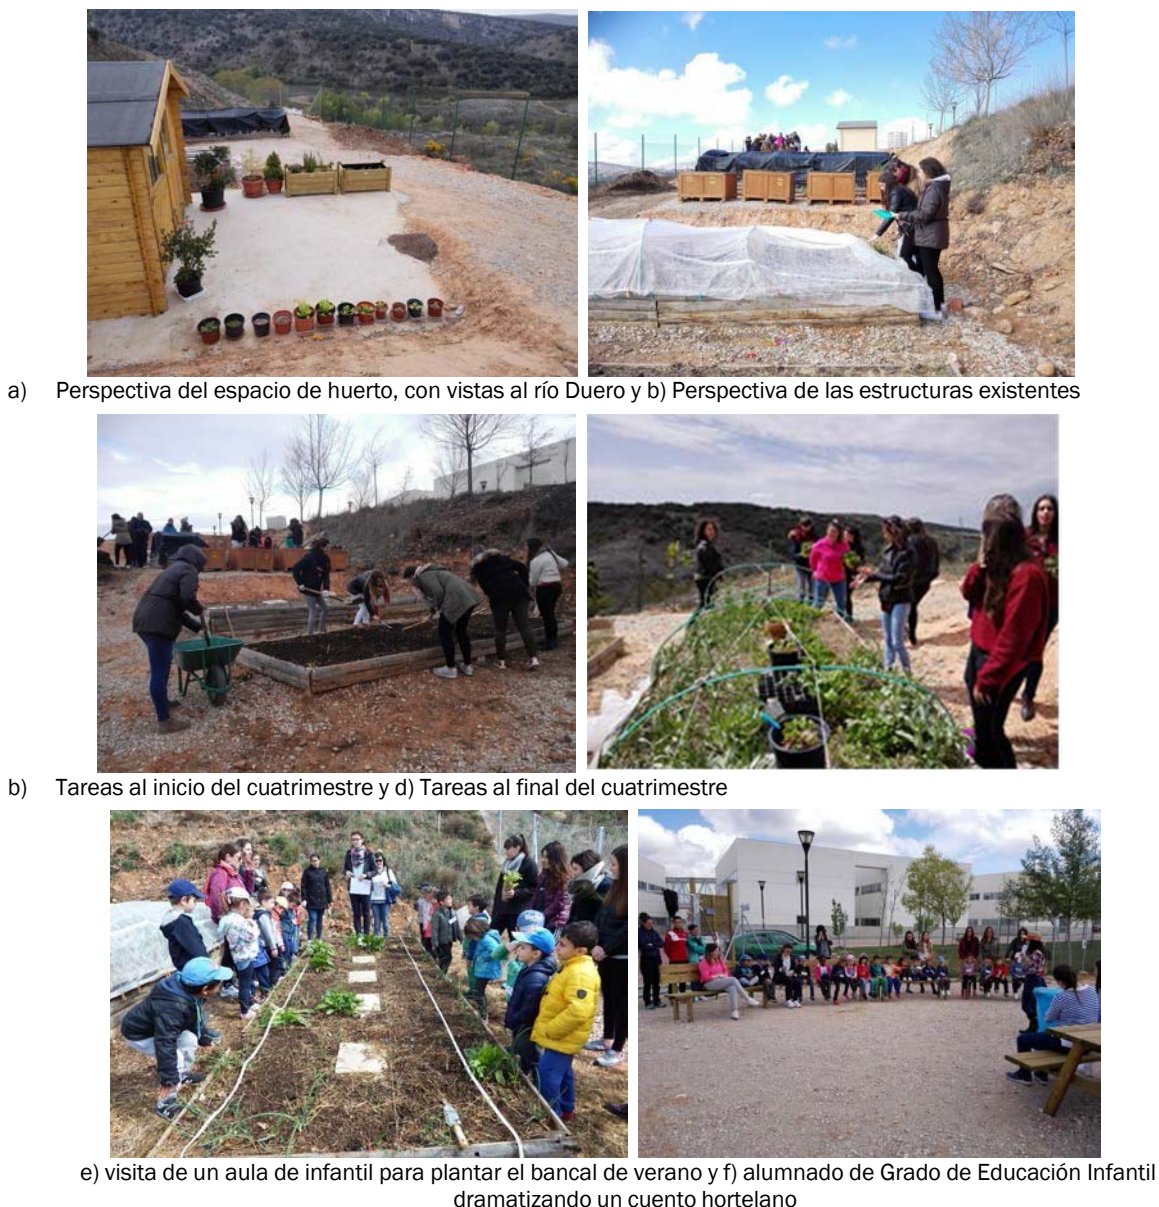 a) Perspectiva del espacio de huerto, con vistas al río Duero y b) Perspectiva de las estructuras existentes
b) Tareas al inicio del cuatrimestre y d) Tareas al final del cuatrimestre
e) visita de un aula de infantil para plantar el bancal de verano y f) alumnado de Grado de Educación Infantil
dramatizando un cuento hortelano